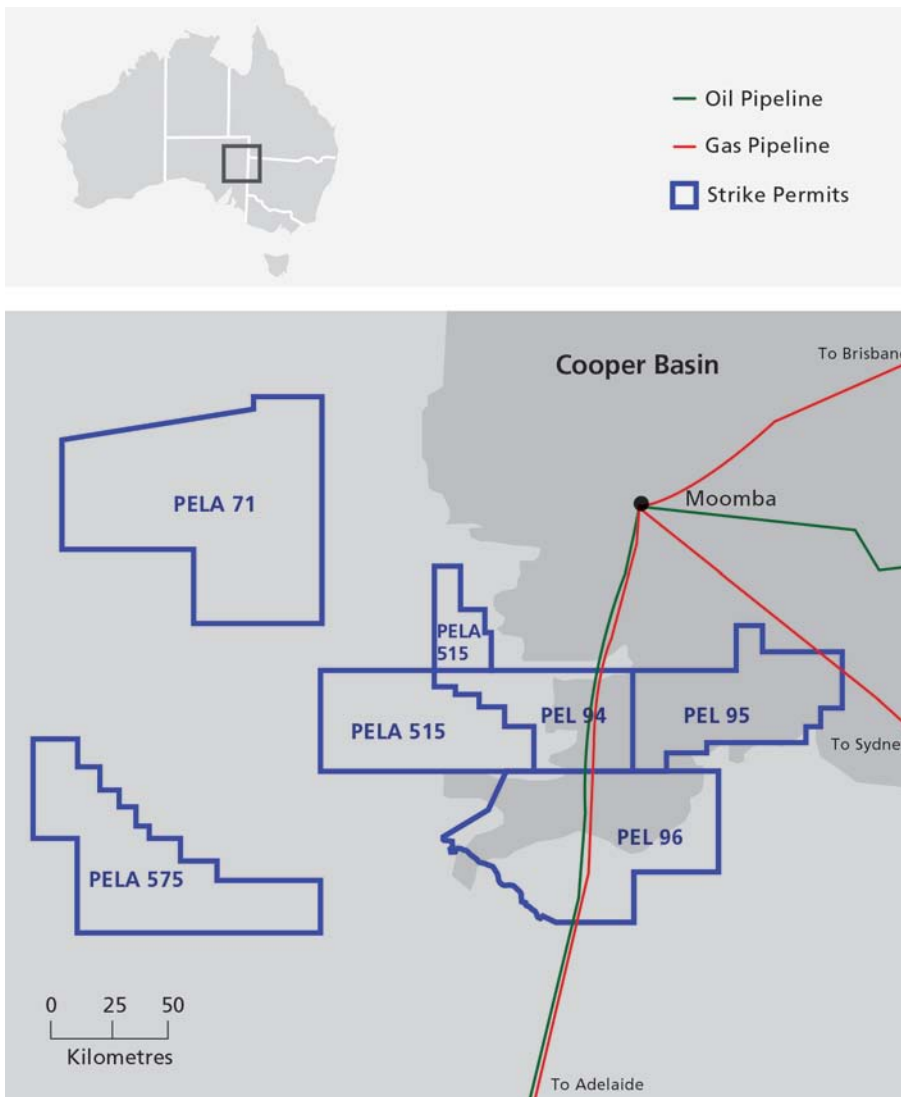 Oil Pipeline
Gas Pipeline
Strike Permits
Cooper Basin
To Brisbane
Moomba
PELA 71
PELA
515
PELA 515
PEL 94
PEL 95
To Sydne
PEL 96
PELA 575
0 25 50
Kilometres
To Adelaide